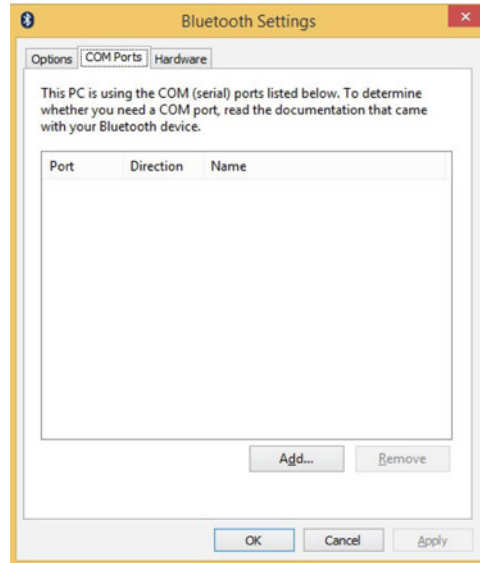 Bluetooth Settings
Options COM Ports Hardware
This PC is using the COM (serial) ports listed below. To determine
whether you need a COM port, read the documentation that came
with your Bluetooth device.
Port Direction Name
Add... Remove
OK Cancel Apply